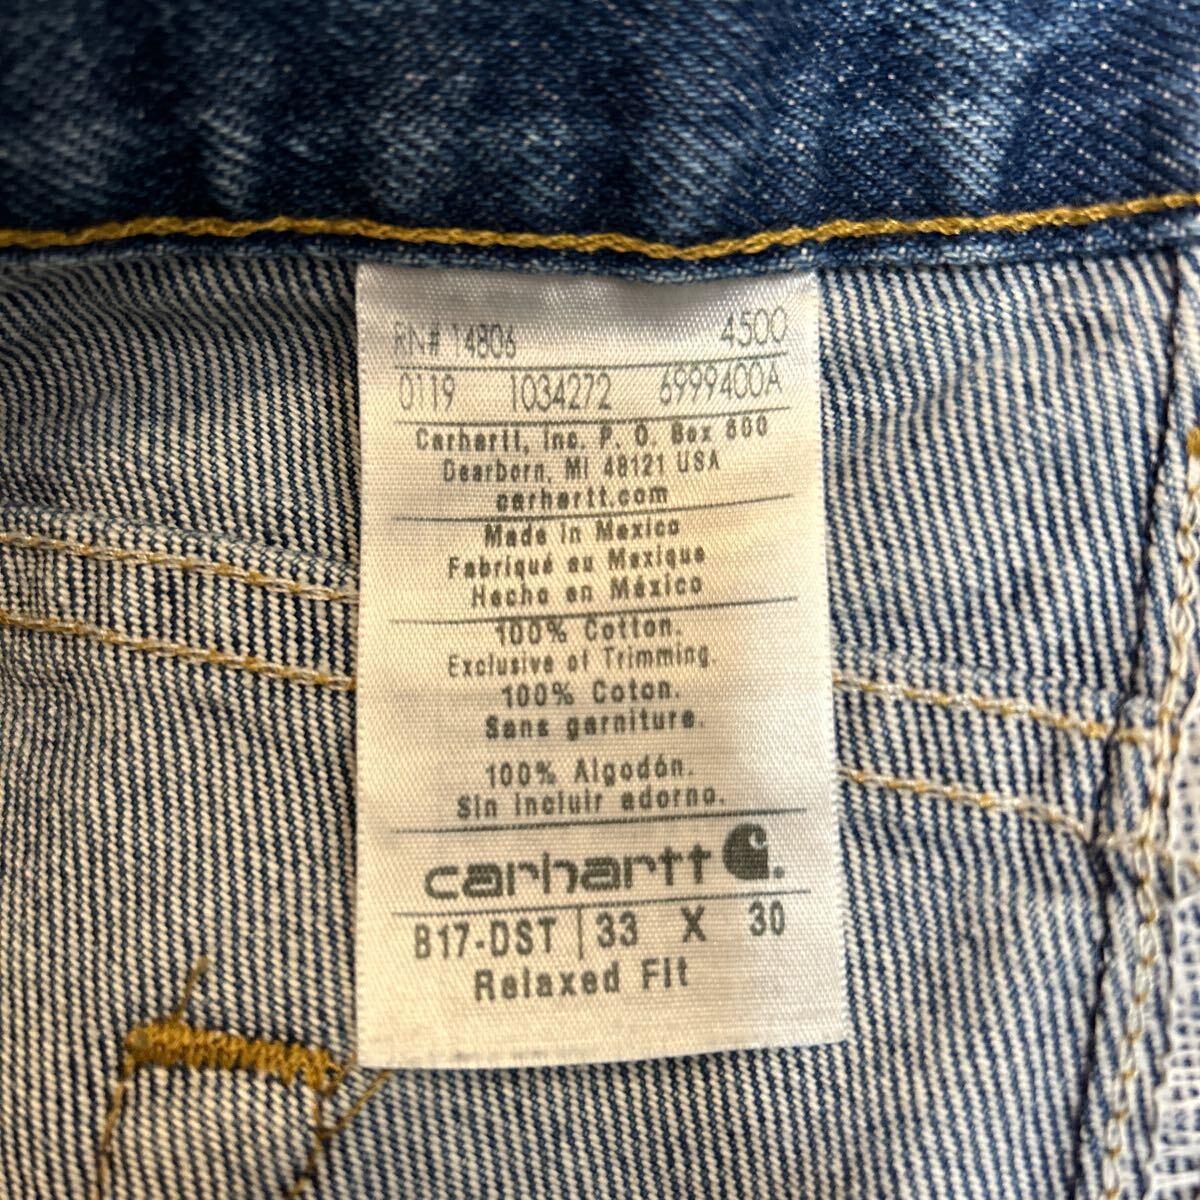 RN# 14806 4500
0119 1034272 6999400A
Carhartt, Inc. P. O. Box 600
Dearborn, MI 48121 USA
carhartt.com
Made in Mexico
Fabriqué au Mexique
Hecho en México
100% Cotton.
Exclusive of Trimming.
100% Coton.
Sans garniture.
100% Algodón.
Sin incluir adorno.
carhartt
B17-DST | 33 X 30
Relaxed Fit